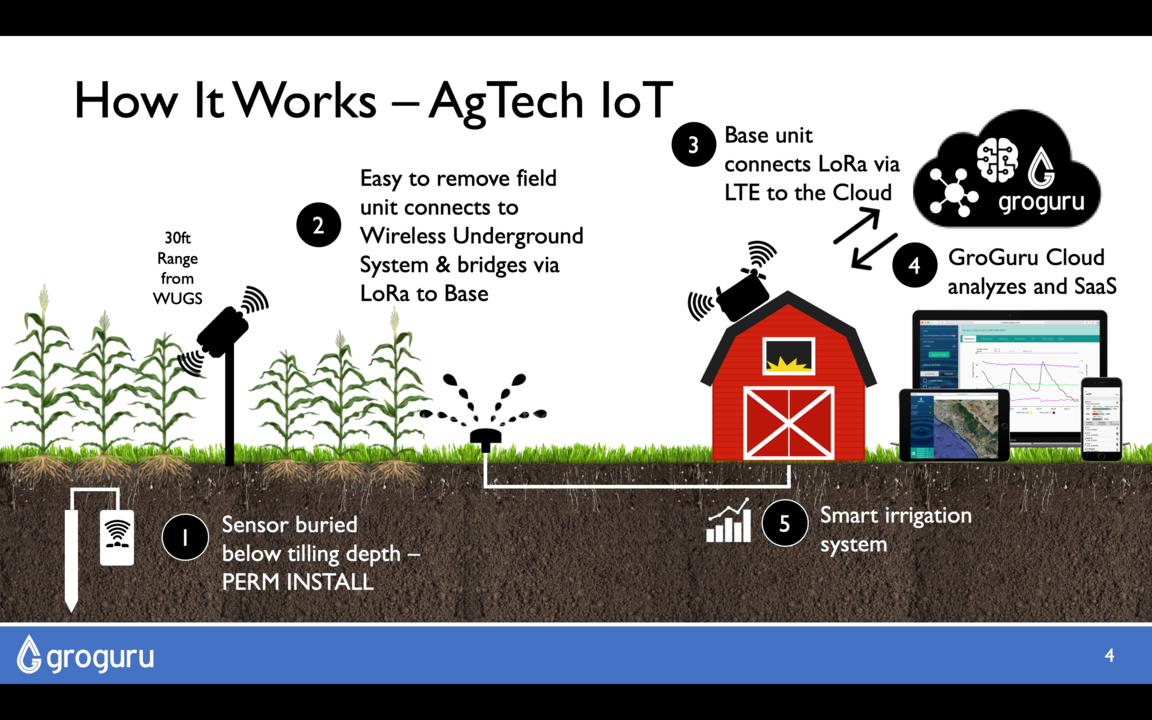 How It Works – AgTech IoT
3
Base unit
connects LoRa via
LTE to the Cloud
groguru
2
Easy to remove field
unit connects to
Wireless Underground
System & bridges via
LoRa to Base
30ft
Range
from
WUGS
4
GroGuru Cloud
analyzes and SaaS
1
Sensor buried
below tilling depth –
PERM INSTALL
5
Smart irrigation
system
groguru
4